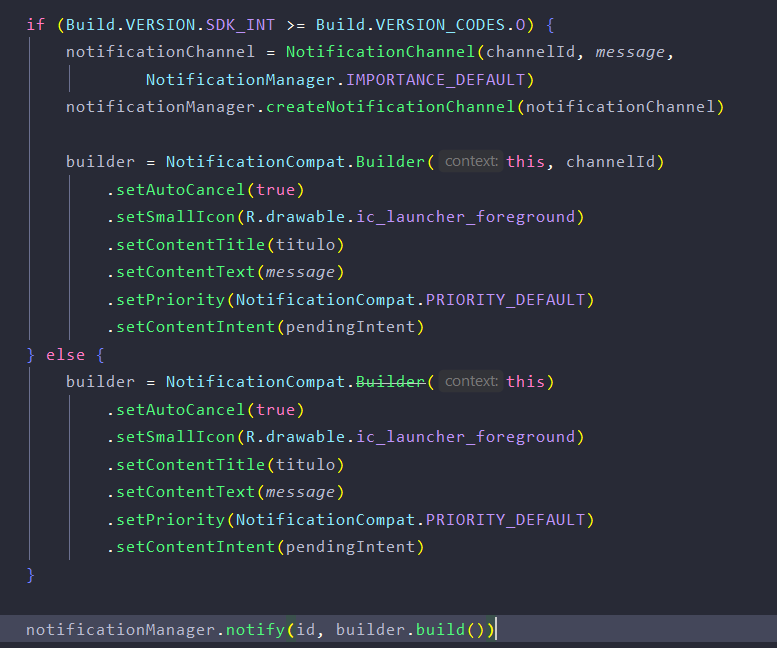 if (Build.VERSION.SDK_INT >= Build.VERSION_CODES.O) {
    notificationChannel = NotificationChannel(channelId, message,
            NotificationManager.IMPORTANCE_DEFAULT)
    notificationManager.createNotificationChannel(notificationChannel)

    builder = NotificationCompat.Builder( context: this, channelId)
        .setAutoCancel(true)
        .setSmallIcon(R.drawable.ic_launcher_foreground)
        .setContentTitle(titulo)
        .setContentText(message)
        .setPriority(NotificationCompat.PRIORITY_DEFAULT)
        .setContentIntent(pendingIntent)
} else {
    builder = NotificationCompat.Builder( context: this)
        .setAutoCancel(true)
        .setSmallIcon(R.drawable.ic_launcher_foreground)
        .setContentTitle(titulo)
        .setContentText(message)
        .setPriority(NotificationCompat.PRIORITY_DEFAULT)
        .setContentIntent(pendingIntent)
}

notificationManager.notify(id, builder.build())